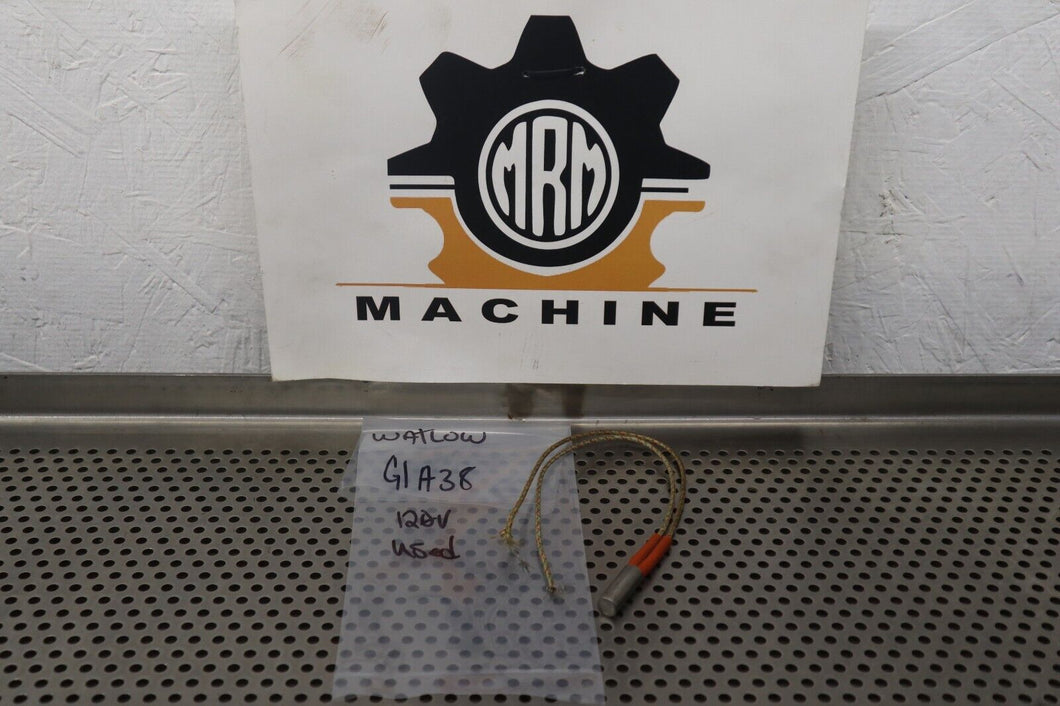 MRM
MACHINE
WATLOW
G1A38
120V
used